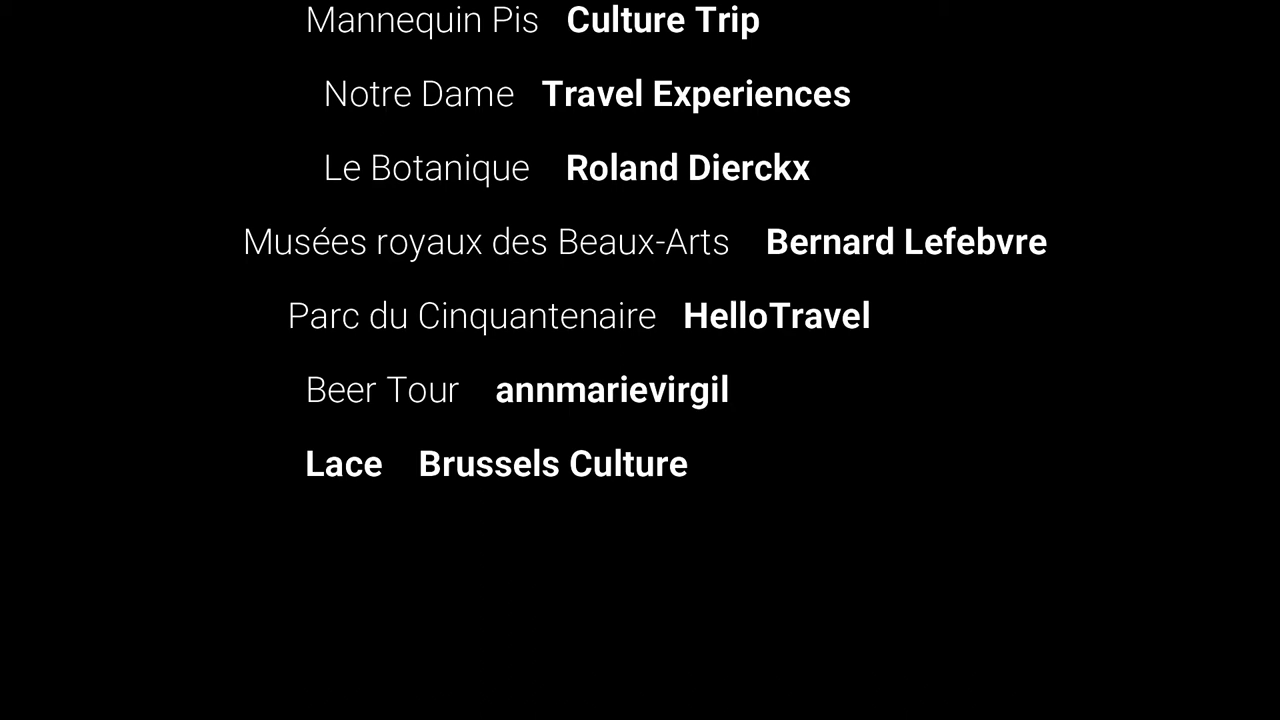 Mannequin Pis Culture Trip
Notre Dame Travel Experiences
Le Botanique Roland Dierckx
Musées royaux des Beaux-Arts Bernard Lefebvre
Parc du Cinquantenaire HelloTravel
Beer Tour annmarievirgil
Lace Brussels Culture